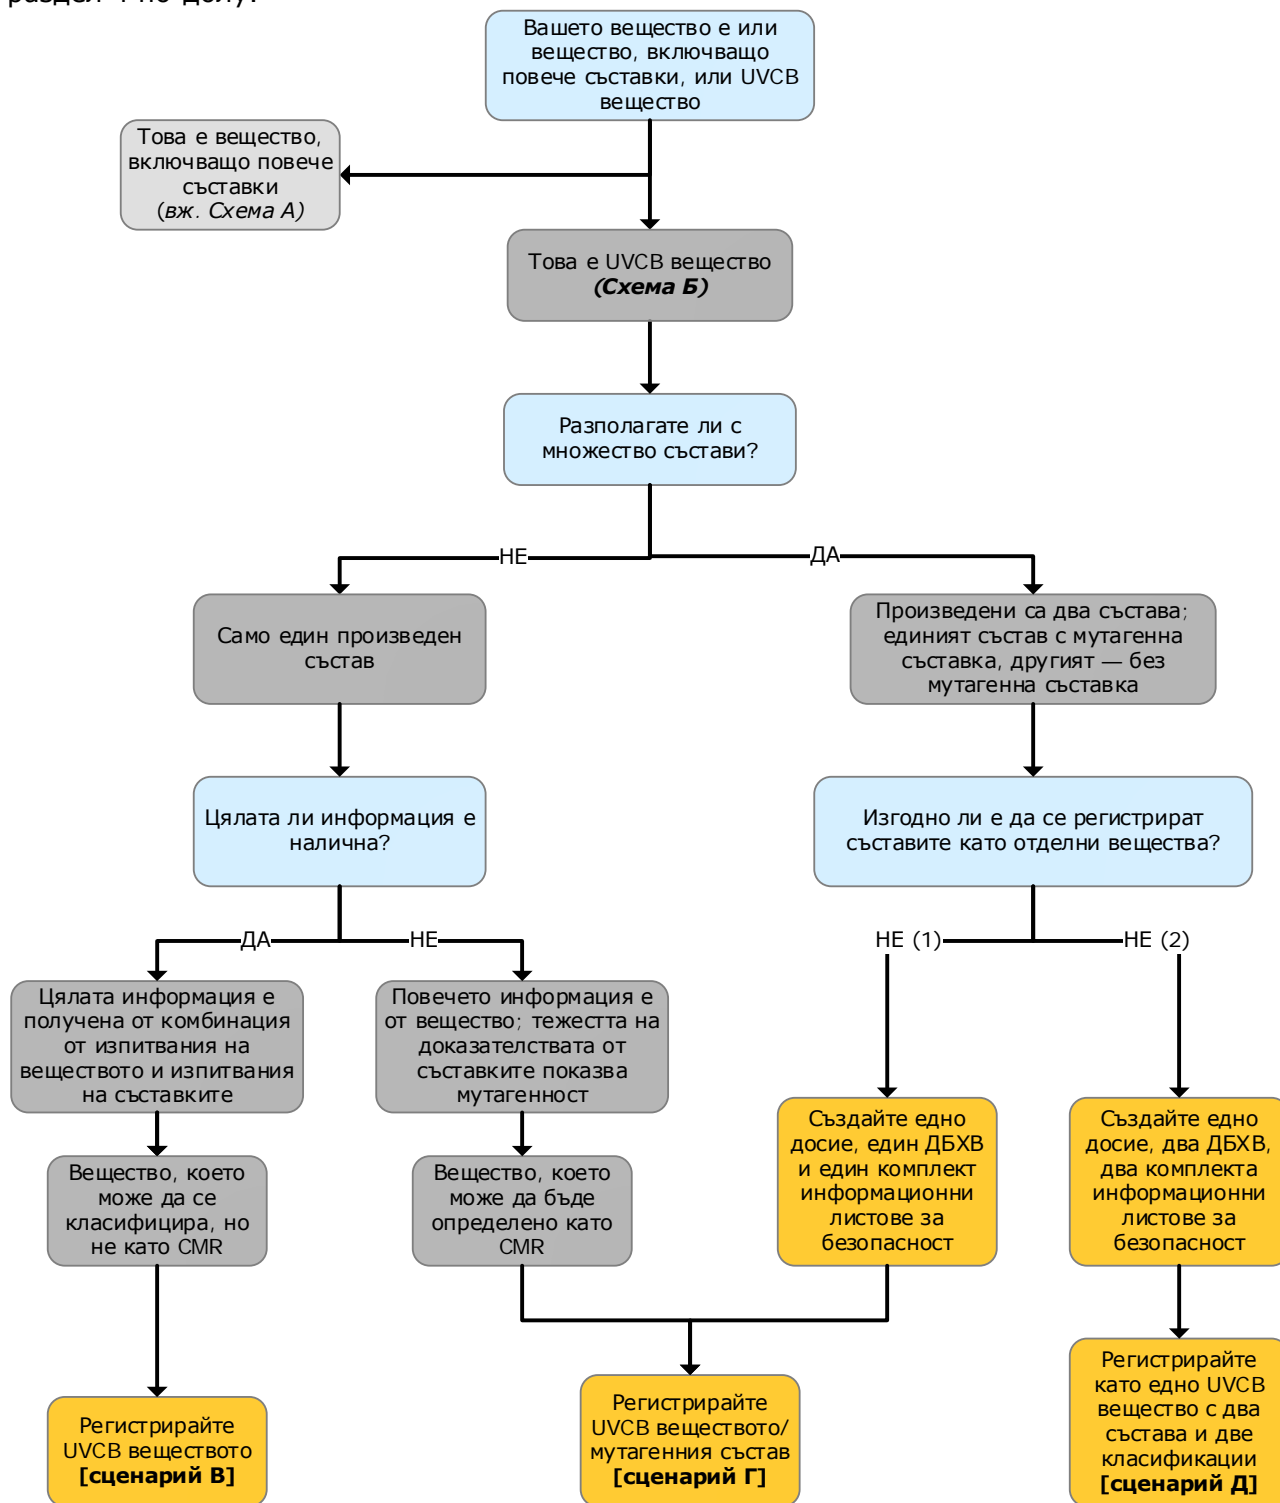 раздел 4 по-долу.
Вашето вещество е или
вещество, включващо
повече съставки, или UVCB
вещество
Това е вещество,
включващо повече
съставки
(вж. Схема А)
Това е UVCB вещество
(Схема Б)
Разполагате ли с
множество състави?
НЕ
ДА
Само един произведен
състав
Произведени са два състава;
единият състав с мутагенна
съставка, другият — без
мутагенна съставка
Цялата ли информация е
налична?
Изгодно ли е да се регистрират
съставите като отделни вещества?
ДА
НЕ
НЕ (1)
НЕ (2)
Цялата информация е
получена от комбинация
от изпитвания на
веществото и изпитвания
на съставките
Повечето информация е
от вещество; тежестта на
доказателствата от
съставките показва
мутагенност
Създайте едно
досие, един ДБХВ
и един комплект
информационни
листове за
безопасност
Създайте едно
досие, два ДБХВ,
два комплекта
информационни
листове за
безопасност
Вещество, което
може да се
класифицира, но
не като CMR
Вещество, което
може да бъде
определено като
CMR
Регистрирайте
UVCB веществото
[сценарий В]
Регистрирайте
UVCB веществото/
мутагенния състав
[сценарий Г]
Регистрирайте
като едно UVCB
вещество с два
състава и две
класификации
[сценарий Д]